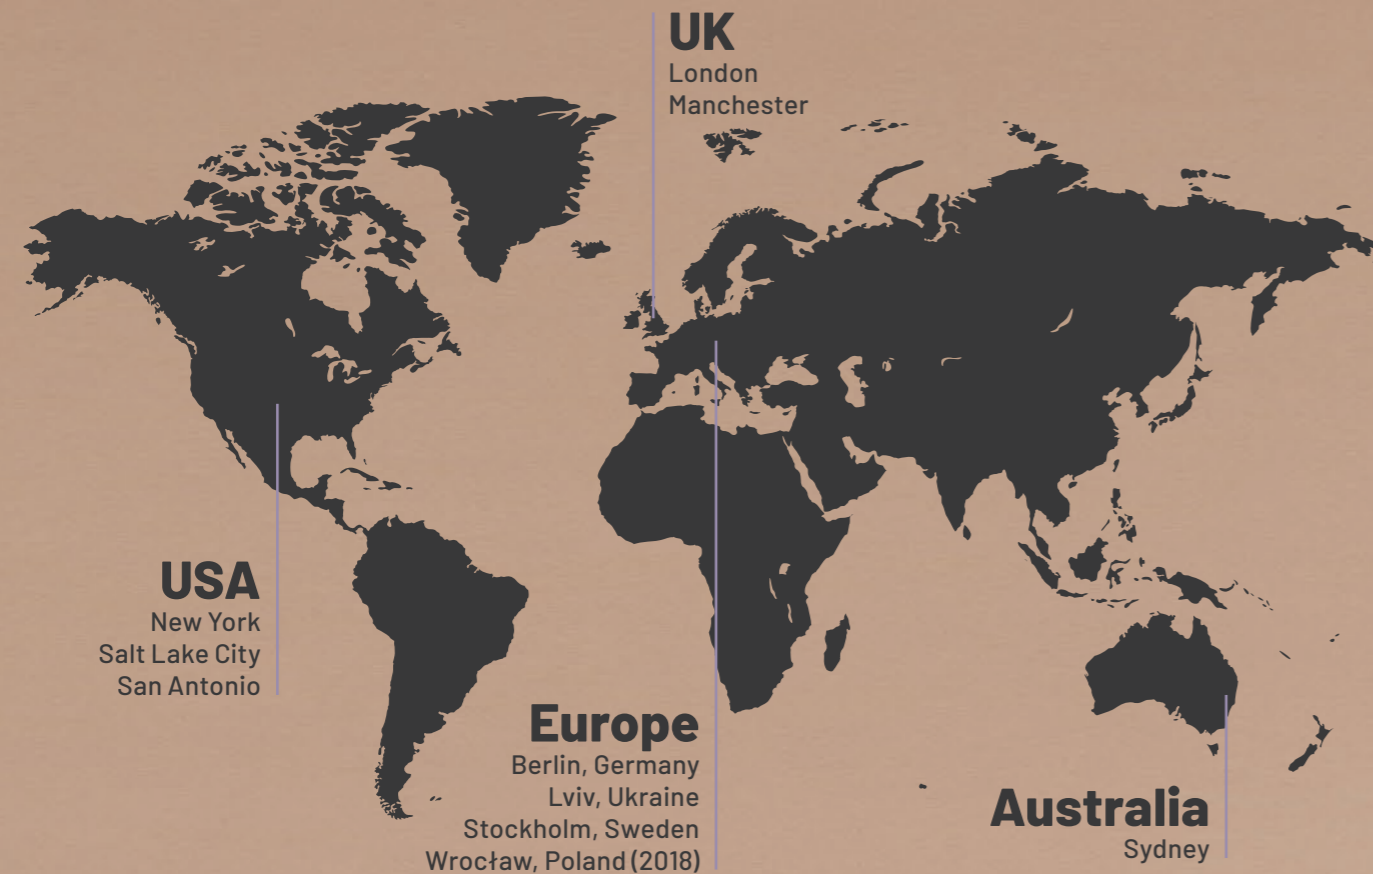 UK
London
Manchester
USA
New York
Salt Lake City
San Antonio
Europe
Berlin, Germany
Lviv, Ukraine
Stockholm, Sweden
Wrocław, Poland (2018)
Australia
Sydney